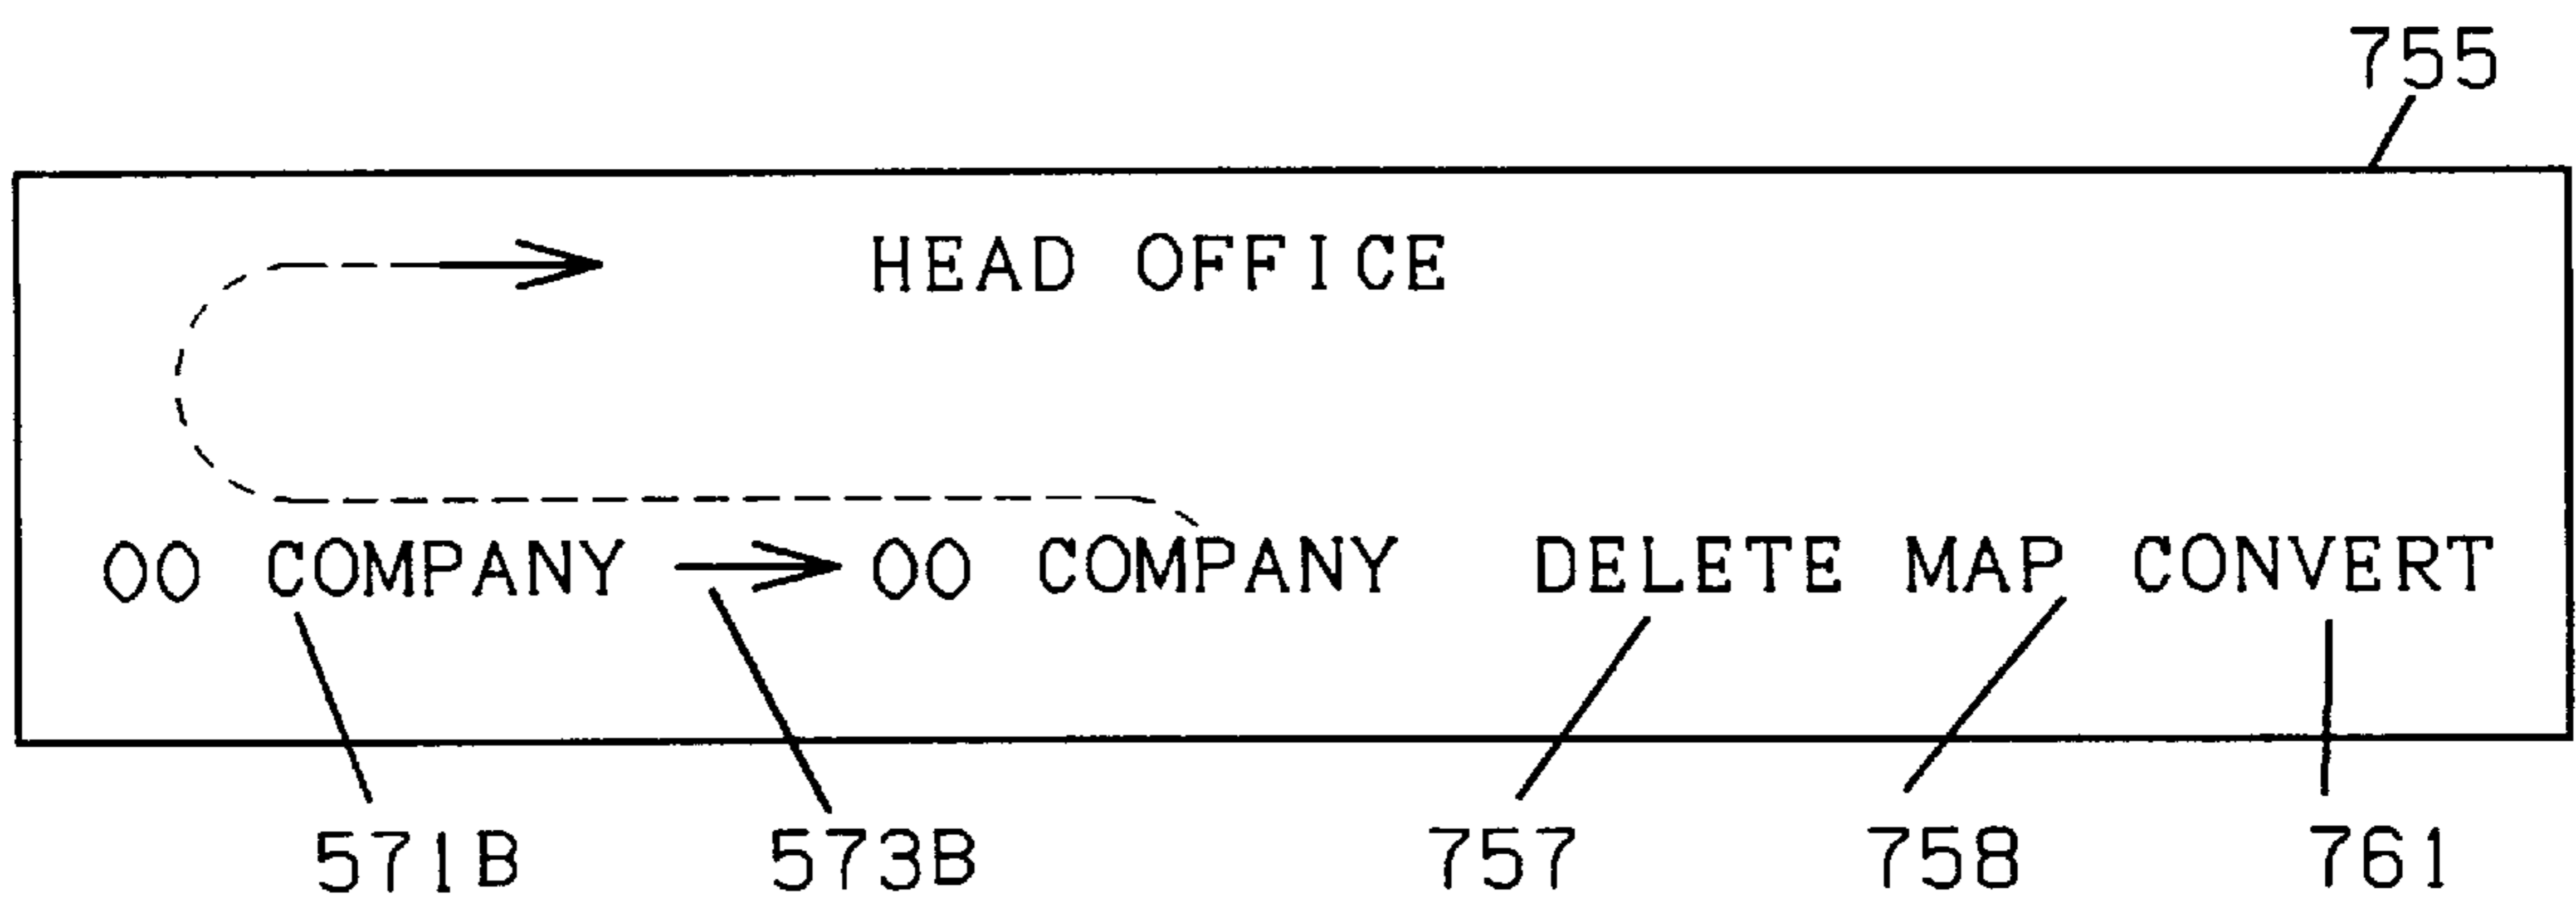 755
HEAD OFFICE
OO COMPANY → OO COMPANY DELETE MAP CONVERT
571B 573B 757 758 761